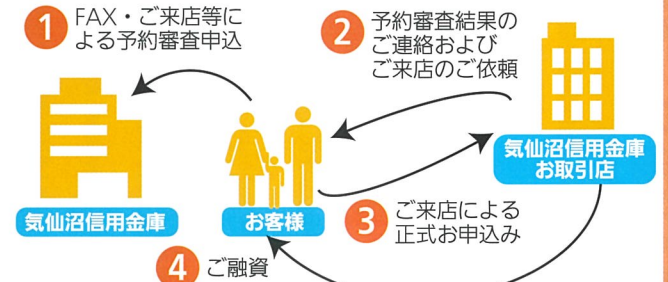 1 FAX・ご来店等に
よる予約審査申込
2 予約審査結果の
ご連絡および
ご来店のご依頼
気仙沼信用金庫
お取引店
気仙沼信用金庫
お客様
3 ご来店による
正式お申込み
4 ご融資